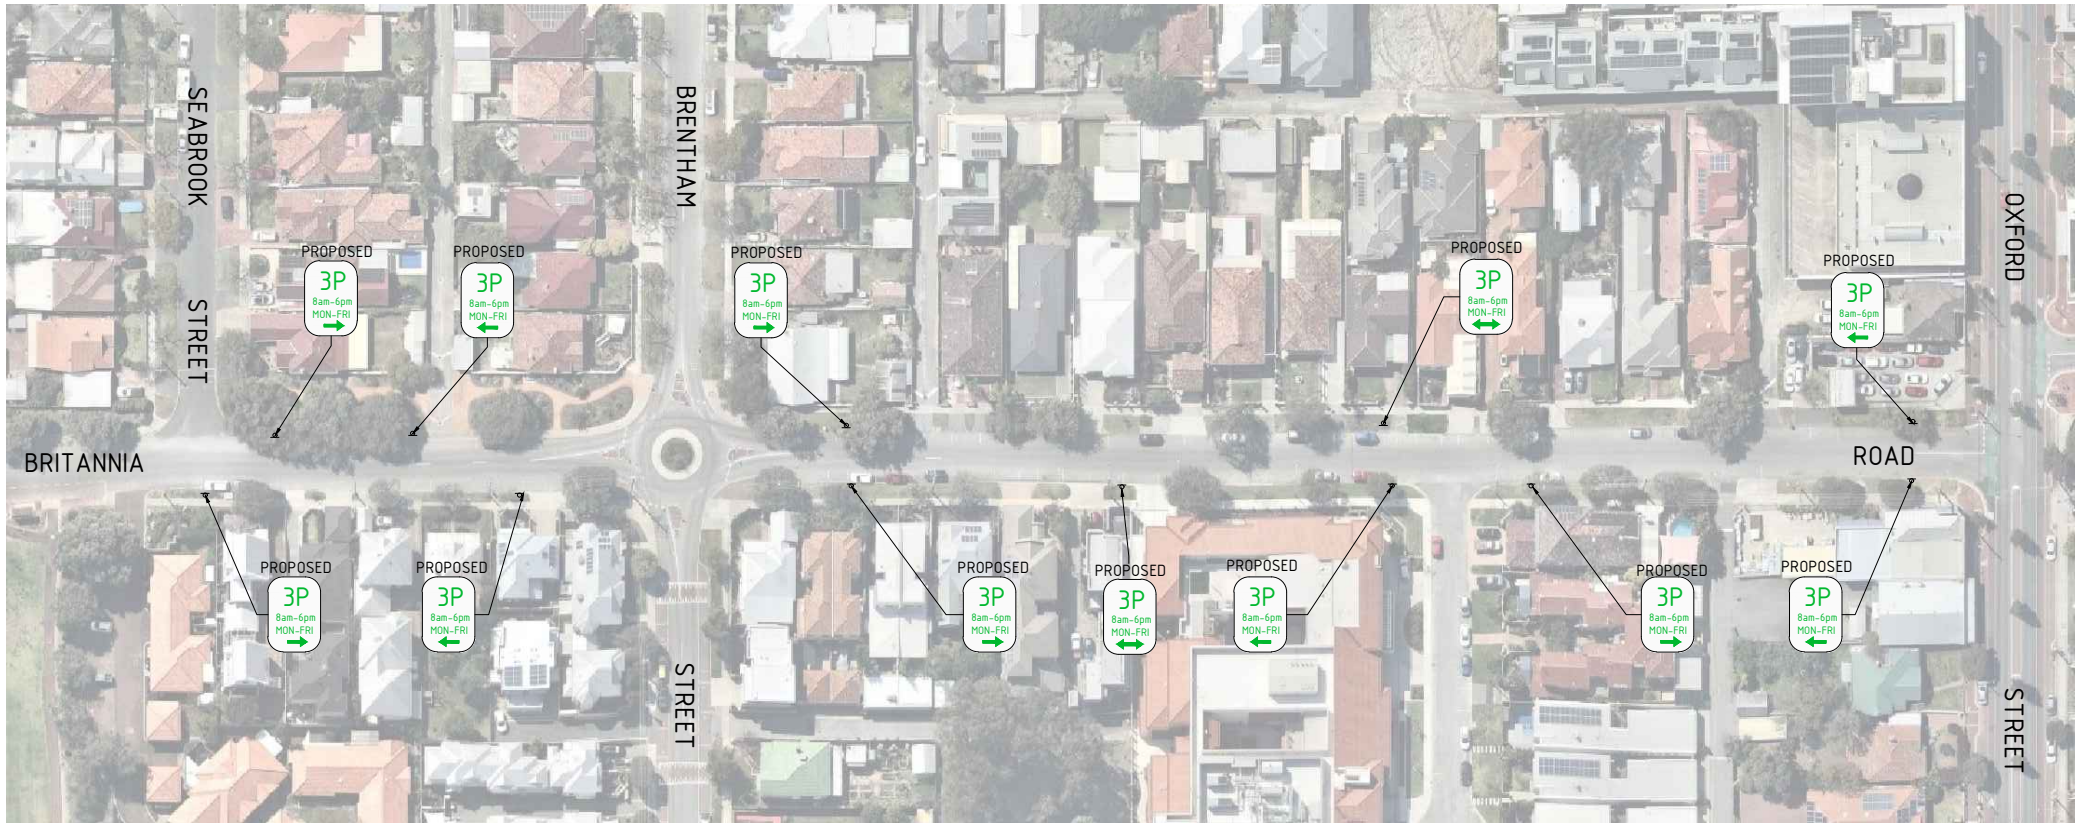 SEABROOK
STREET
BRENTHAM
STREET
OXFORD
STREET
BRITANNIA
ROAD
PROPOSED
3P
8am-6pm
MON-FRI
PROPOSED
3P
8am-6pm
MON-FRI
PROPOSED
3P
8am-6pm
MON-FRI
PROPOSED
3P
8am-6pm
MON-FRI
PROPOSED
3P
8am-6pm
MON-FRI
PROPOSED
3P
8am-6pm
MON-FRI
PROPOSED
3P
8am-6pm
MON-FRI
PROPOSED
3P
8am-6pm
MON-FRI
PROPOSED
3P
8am-6pm
MON-FRI
PROPOSED
3P
8am-6pm
MON-FRI
PROPOSED
3P
8am-6pm
MON-FRI
PROPOSED
3P
8am-6pm
MON-FRI